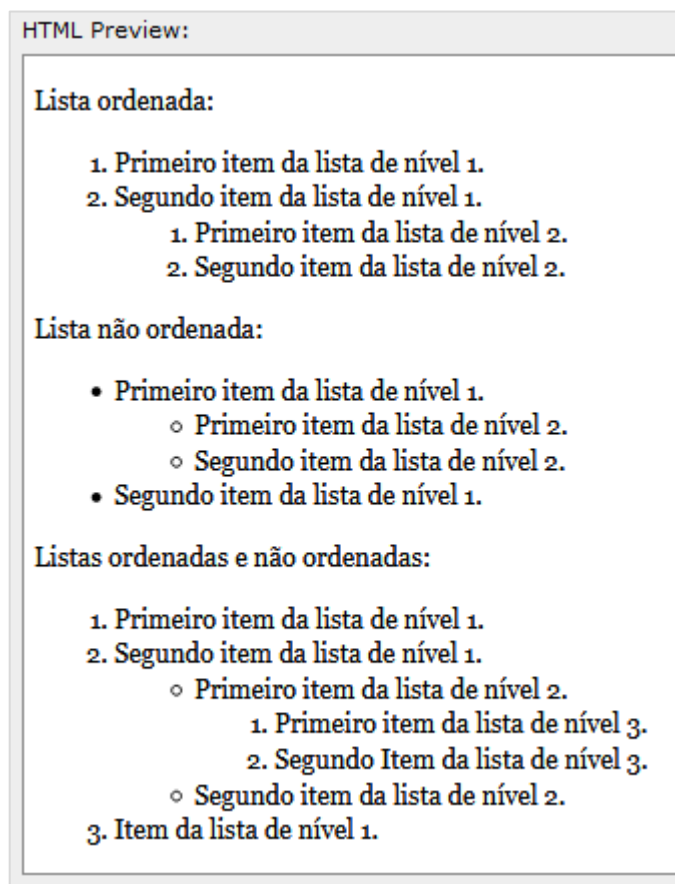 HTML Preview:
Lista ordenada:
1. Primeiro item da lista de nível 1.
2. Segundo item da lista de nível 1.
1. Primeiro item da lista de nível 2.
2. Segundo item da lista de nível 2.
Lista não ordenada:
• Primeiro item da lista de nível 1.
◦ Primeiro item da lista de nível 2.
◦ Segundo item da lista de nível 2.
• Segundo item da lista de nível 1.
Listas ordenadas e não ordenadas:
1. Primeiro item da lista de nível 1.
2. Segundo item da lista de nível 1.
◦ Primeiro item da lista de nível 2.
1. Primeiro item da lista de nível 3.
2. Segundo Item da lista de nível 3.
◦ Segundo item da lista de nível 2.
3. Item da lista de nível 1.